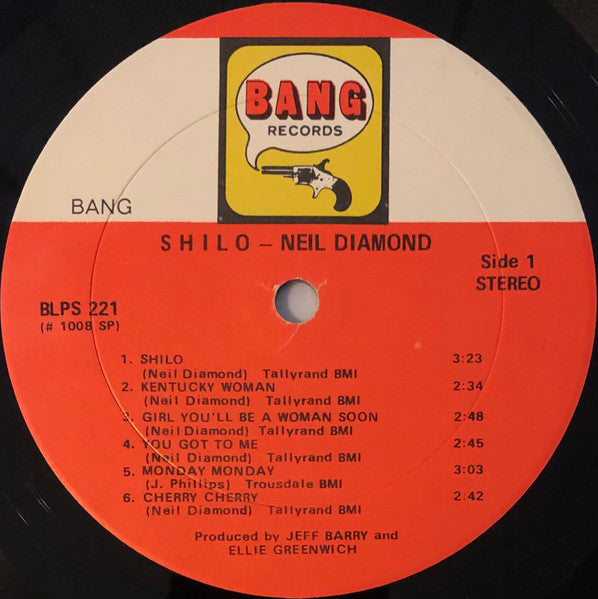 BANG
RECORDS
BANG
SHILO – NEIL DIAMOND
Side 1
STEREO
BLPS 221
(# 1008 SP)
1. SHILO 3:23
(Neil Diamond) Tallyrand BMI
2. KENTUCKY WOMAN 2:34
(Neil Diamond) Tallyrand BMI
3. GIRL YOU'LL BE A WOMAN SOON 2:48
(Neil Diamond) Tallyrand BMI
4. YOU GOT TO ME 2:45
(Neil Diamond) Tallyrand BMI
5. MONDAY MONDAY 3:03
(J. Phillips) Trousdale BMI
6. CHERRY CHERRY 2:42
(Neil Diamond) Tallyrand BMI
Produced by JEFF BARRY and
ELLIE GREENWICH